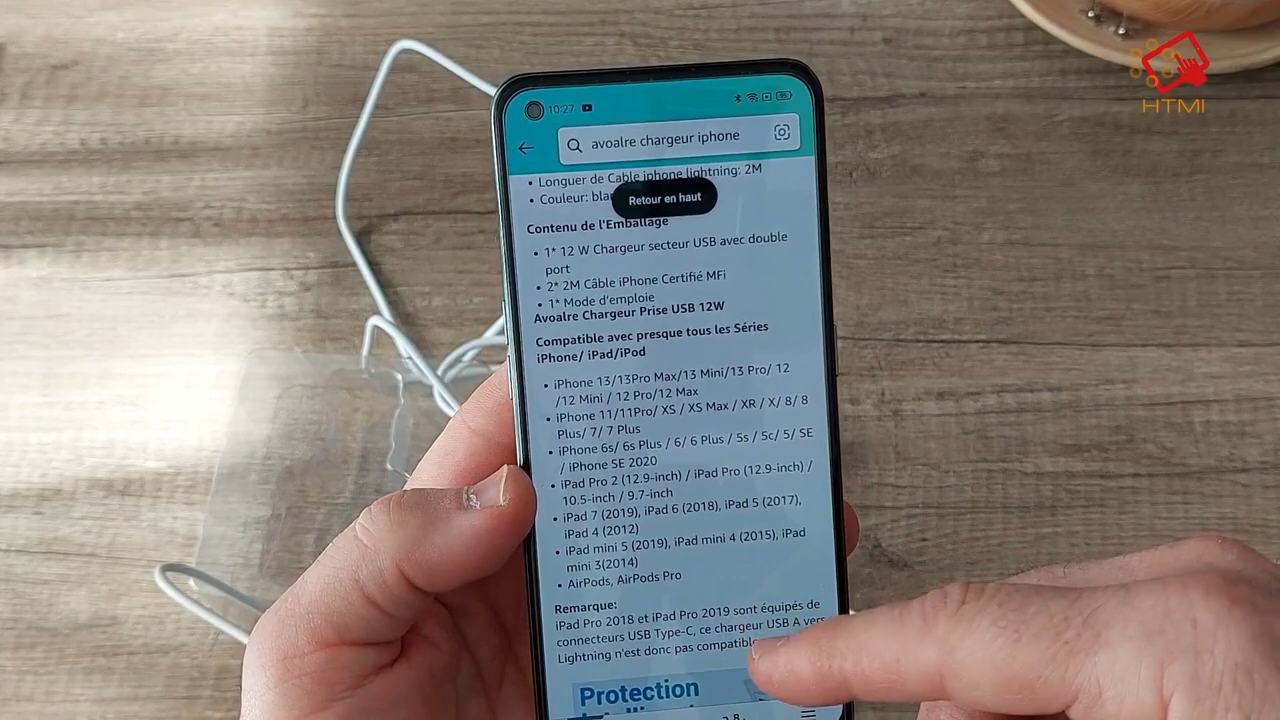 HTMI
10:27
95
avoalre chargeur iphone
• Longuer de Cable iphone lightning: 2M
• Couleur:
Retour en haut
Contenu de l'Emballage
• 1* 12 W Chargeur secteur USB avec double
port
• 2* 2M Câble iPhone Certifié MFi
• 1* Mode d'emploie
Avoalre Chargeur Prise USB 12W
Compatible avec presque tous les Séries
iPhone/ iPad/iPod
• iPhone 13/13Pro Max/13 Mini/13 Pro/ 12
/12 Mini / 12 Pro/12 Max
• iPhone 11/11Pro/ XS / XS Max / XR / X/ 8/ 8
Plus/ 7/ 7 Plus
• iPhone 6s/ 6s Plus / 6/ 6 Plus / 5s / 5c/ 5/ SE
/ iPhone SE 2020
• iPad Pro 2 (12.9-inch) / iPad Pro (12.9-inch) /
10.5-inch / 9.7-inch
• iPad 7 (2019), iPad 6 (2018), iPad 5 (2017),
iPad 4 (2012)
• iPad mini 5 (2019), iPad mini 4 (2015), iPad
mini 3(2014)
• AirPods, AirPods Pro
Remarque:
iPad Pro 2018 et iPad Pro 2019 sont équipés de
connecteurs USB Type-C, ce chargeur USB A vers
Lightning n'est donc pas compatible
Protection